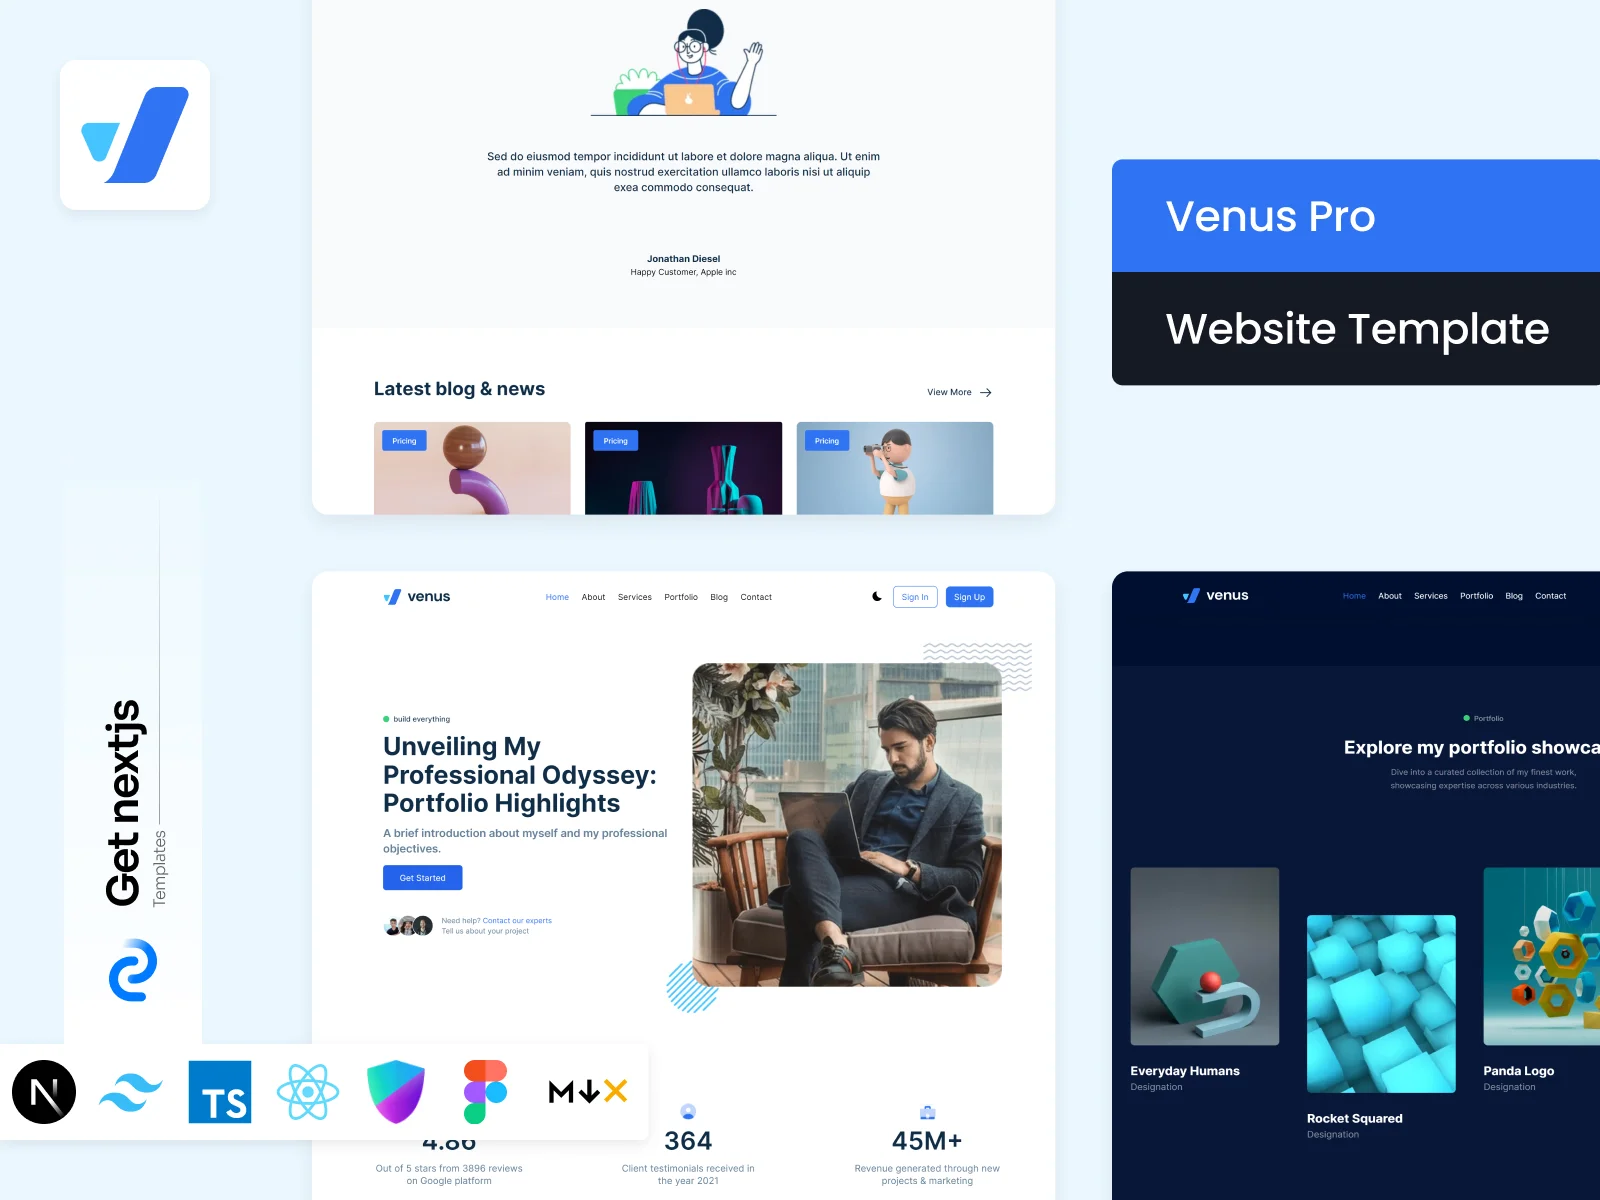 Sed do eiusmod tempor incididunt ut labore et dolore magna aliqua. Ut enim
ad minim veniam, quis nostrud exercitation ullamco laboris nisi ut aliquip
exea commodo consequat.
Jonathan Diesel
Happy Customer, Apple inc
Latest blog & news
View More
Pricing
Pricing
Pricing
Venus Pro
Website Template
Get nextjs
Templates
venus
Home About Services Portfolio Blog Contact
Sign In
Sign Up
build everything
Unveiling My
Professional Odyssey:
Portfolio Highlights
A brief introduction about myself and my professional
objectives.
Get Started
Need help? Contact our experts
Tell us about your project
N
TS
M
4.86
Out of 5 stars from 3896 reviews
on Google platform
364
Client testimonials received in
the year 2021
45M+
Revenue generated through new
projects & marketing
venus
Home About Services Portfolio Blog Contact
Portfolio
Explore my portfolio showca
Dive into a curated collection of my finest work,
showcasing expertise across various industries.
Everyday Humans
Designation
Rocket Squared
Designation
Panda Logo
Designation